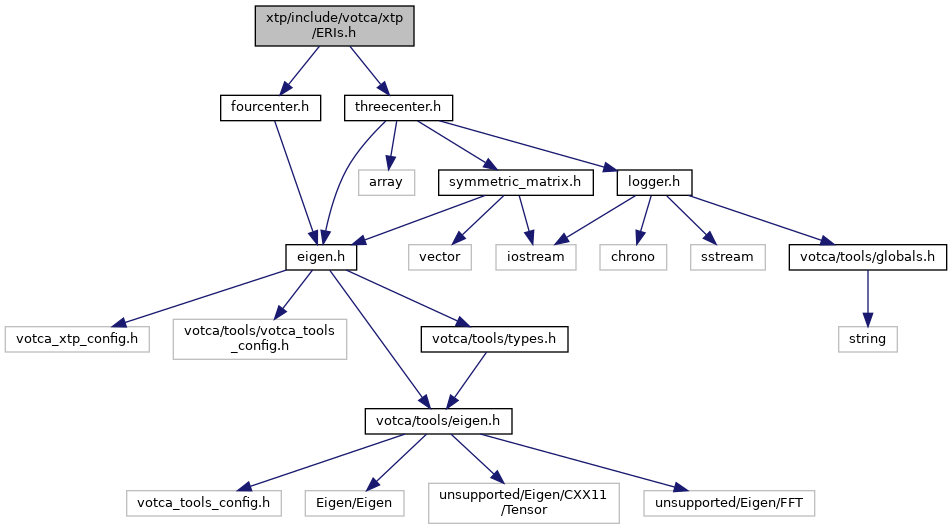 xtp/include/votca/xtp
/ERIs.h
fourcenter.h
threecenter.h
array
symmetric_matrix.h
logger.h
eigen.h
vector
iostream
chrono
sstream
votca/tools/globals.h
votca_xtp_config.h
votca/tools/votca_tools
_config.h
votca/tools/types.h
string
votca/tools/eigen.h
votca_tools_config.h
Eigen/Eigen
unsupported/Eigen/CXX11
/Tensor
unsupported/Eigen/FFT